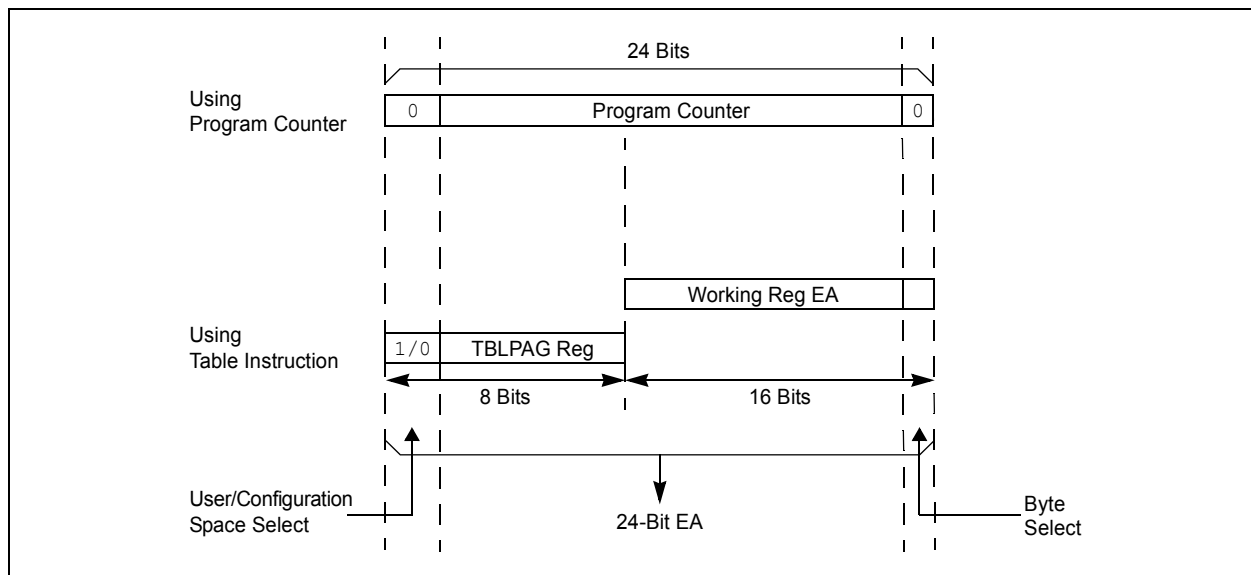 24 Bits
Using
Program Counter
0
Program Counter
0
Working Reg EA
Using
Table Instruction
1/0
TBLPAG Reg
8 Bits
16 Bits
User/Configuration
Space Select
24-Bit EA
Byte
Select